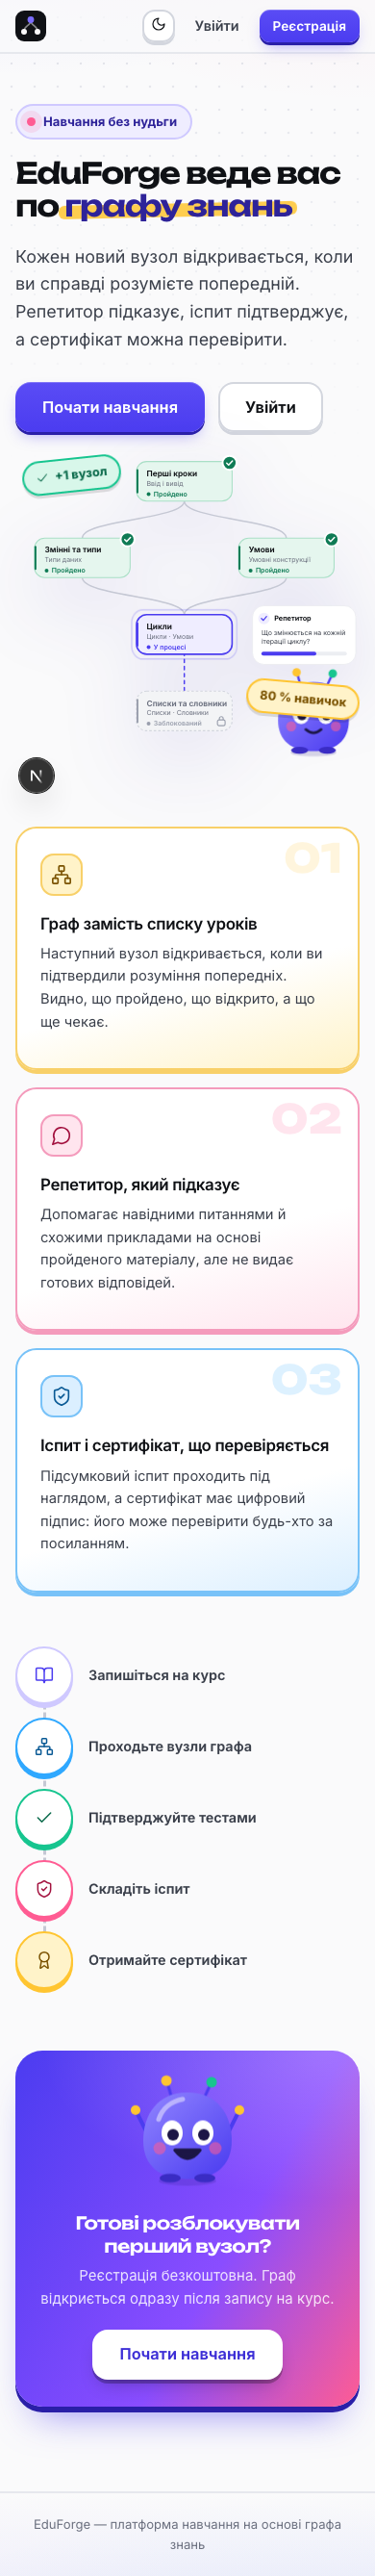 Увійти
Реєстрація
Навчання без нудьги
EduForge веде вас
по графу знань
Кожен новий вузол відкривається, коли
ви справді розумієте попередній.
Репетитор підказує, іспит підтверджує,
а сертифікат можна перевірити.
Почати навчання
Увійти
+1 вузол
Перші кроки
Ввід і вивід
Пройдено
Змінні та типи
Типи даних
Пройдено
Умови
Умовні конструкції
Пройдено
Цикли
Цикли · Умови
У процесі
Репетитор
Що змінюється на кожній
ітерації циклу?
80 % навичок
Списки та словники
Списки · Словники
Заблокований
N
01
Граф замість списку уроків
Наступний вузол відкривається, коли ви
підтвердили розуміння попередніх.
Видно, що пройдено, що відкрито, а що
ще чекає.
02
Репетитор, який підказує
Допомагає навідними питаннями й
схожими прикладами на основі
пройденого матеріалу, але не видає
готових відповідей.
03
Іспит і сертифікат, що перевіряється
Підсумковий іспит проходить під
наглядом, а сертифікат має цифровий
підпис: його може перевірити будь-хто за
посиланням.
Запишіться на курс
Проходьте вузли графа
Підтверджуйте тестами
Складіть іспит
Отримайте сертифікат
Готові розблокувати
перший вузол?
Реєстрація безкоштовна. Граф
відкриється одразу після запису на курс.
Почати навчання
EduForge — платформа навчання на основі графа
знань